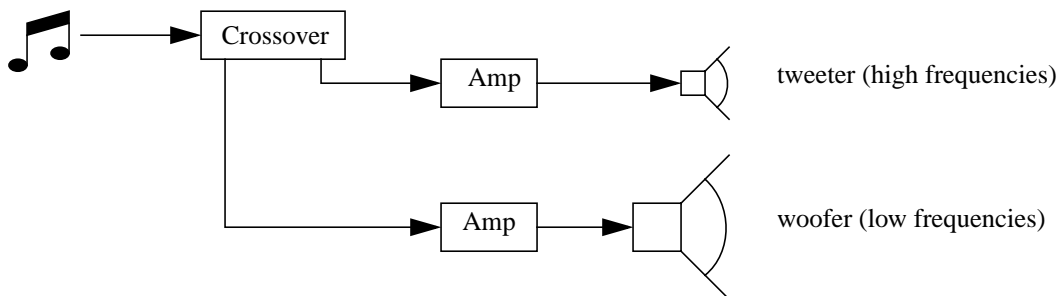 Crossover
Amp
tweeter (high frequencies)
Amp
woofer (low frequencies)